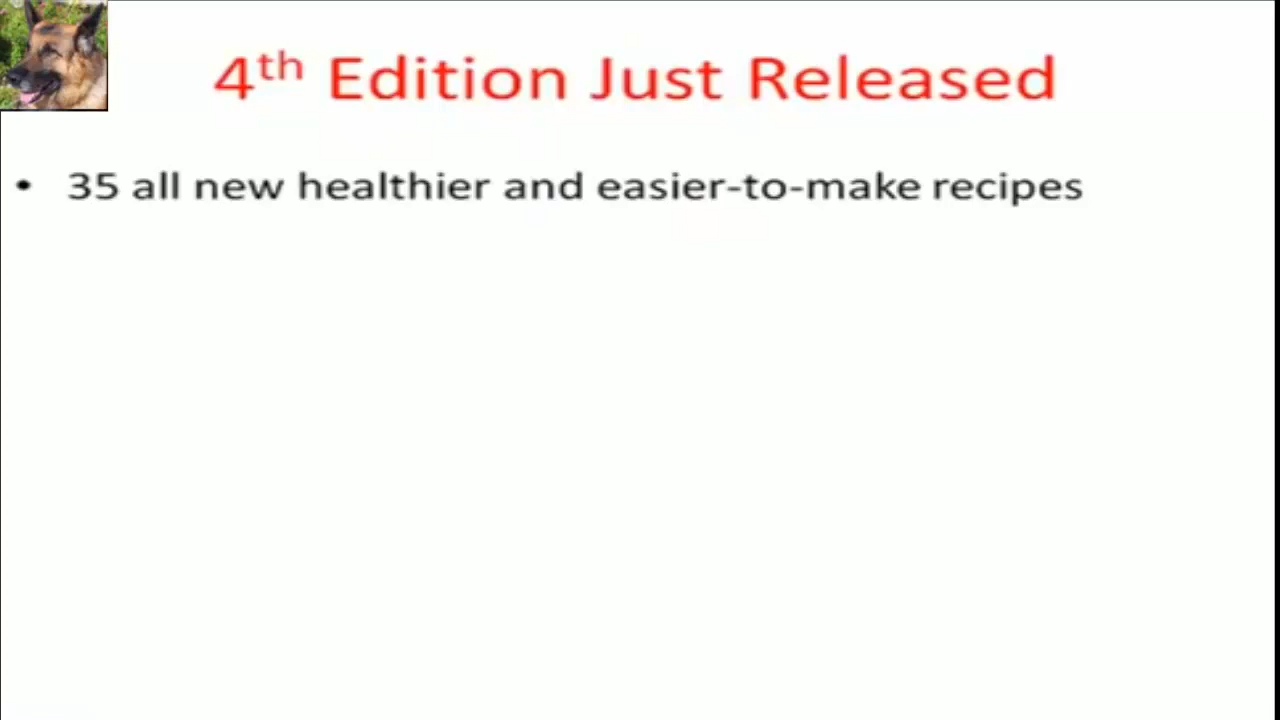 4th Edition Just Released
• 35 all new healthier and easier-to-make recipes